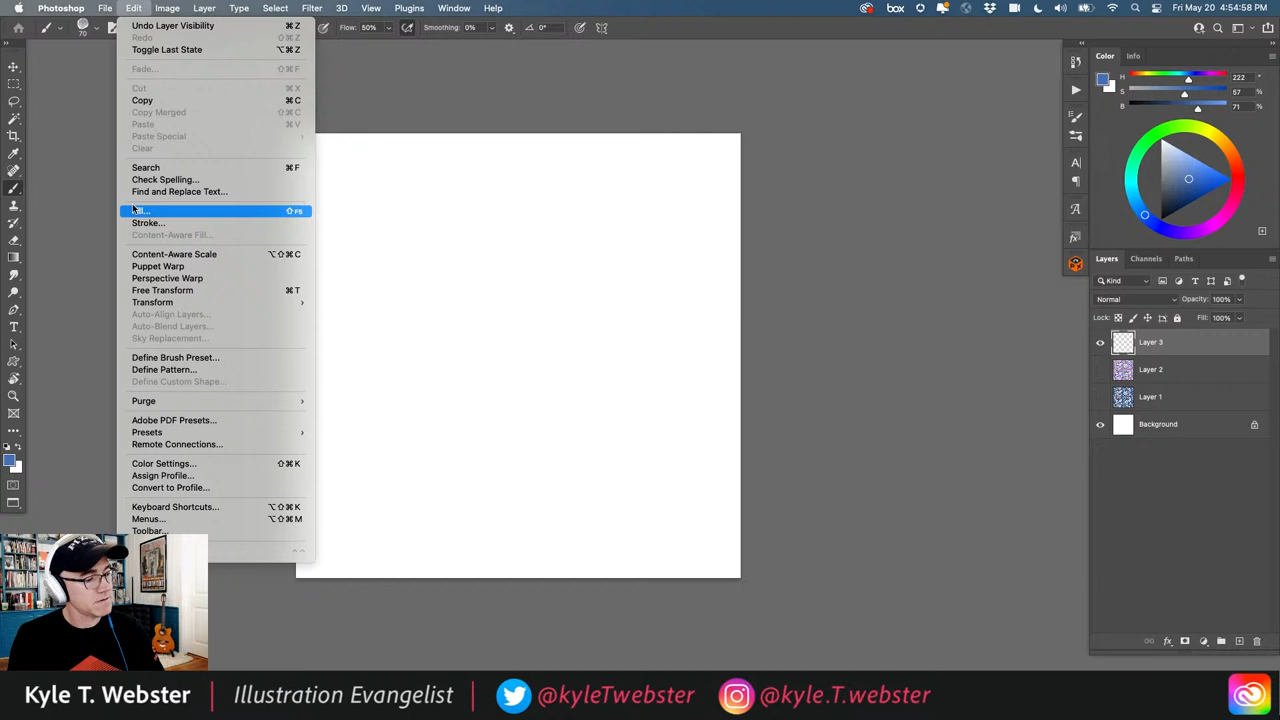 Photoshop File Edit Image Layer Type Select Filter 3D View Plugins Window Help Fri May 20 4:54:58 PM
70 Flow: 50% Smoothing: 0% 0°
Undo Layer Visibility ⌘Z
Redo ⌘Z
Toggle Last State ⌥⌘Z
Fade... ⇧⌘F
Cut ⌘X
Copy ⌘C
Copy Merged ⇧⌘C
Paste ⌘V
Paste Special
Clear
Search ⌘F
Check Spelling...
Find and Replace Text...
Fill... ⇧F5
Stroke...
Content-Aware Fill...
Content-Aware Scale ⌥⇧⌘C
Puppet Warp
Perspective Warp
Free Transform ⌘T
Transform
Auto-Align Layers...
Auto-Blend Layers...
Sky Replacement...
Define Brush Preset...
Define Pattern...
Define Custom Shape...
Purge
Adobe PDF Presets...
Presets
Remote Connections...
Color Settings... ⇧⌘K
Assign Profile...
Convert to Profile...
Keyboard Shortcuts... ⌥⇧⌘K
Menus... ⌥⇧⌘M
Toolbar...
Color Info
H 222 °
S 57
B 71
Layers Channels Paths
Kind
Normal Opacity: 100%
Lock: Fill: 100%
Layer 3
Layer 2
Layer 1
Background
Kyle T. Webster | Illustration Evangelist @kyleTwebster @kyle.T.webster